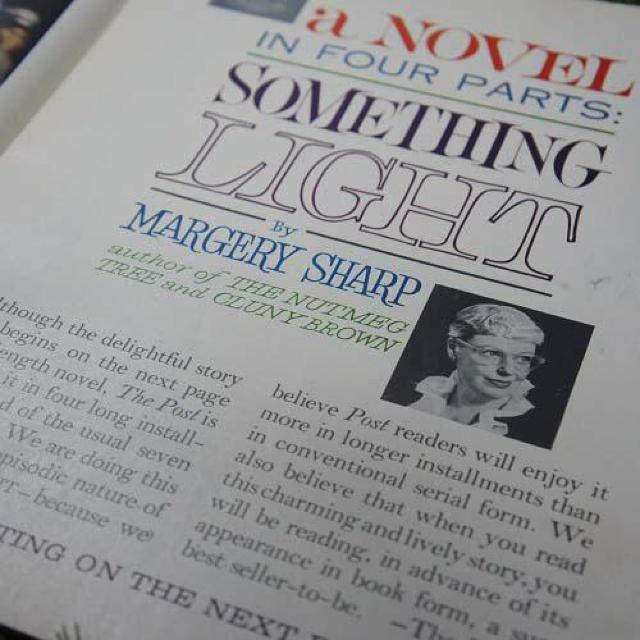 a NOVEL
IN FOUR PARTS:
SOMETHING
LIGHT
By
MARGERY SHARP
author of THE NUTMEG
TREE and CLUNY BROWN
though the delightful story
begins on the next page
length novel, The Post is
it in four long install-
of the usual seven
We are doing this
episodic nature of
because we
believe Post readers will enjoy it
more in longer installments than
in conventional serial form. We
also believe that when you read
this charming and lively story, you
will be reading, in advance of its
appearance in book form, a
best seller-to-be. —The
ON THE NEXT